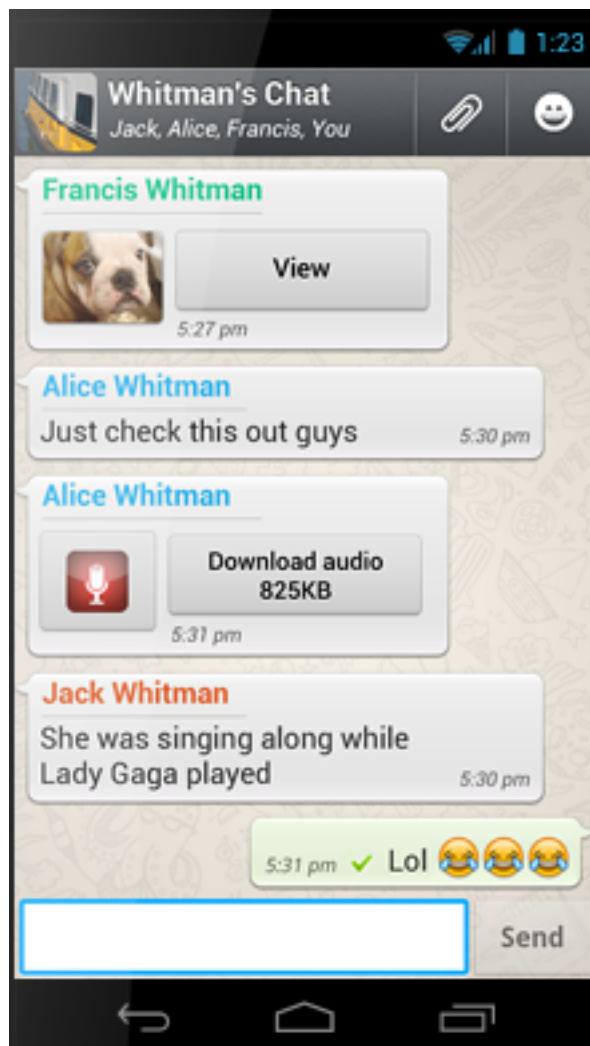 1:23
Whitman's Chat
Jack, Alice, Francis, You
Francis Whitman
View
5:27 pm
Alice Whitman
Just check this out guys
5:30 pm
Alice Whitman
Download audio
825KB
5:31 pm
Jack Whitman
She was singing along while
Lady Gaga played
5:30 pm
5:31 pm ✓ Lol 😂😂😂
Send